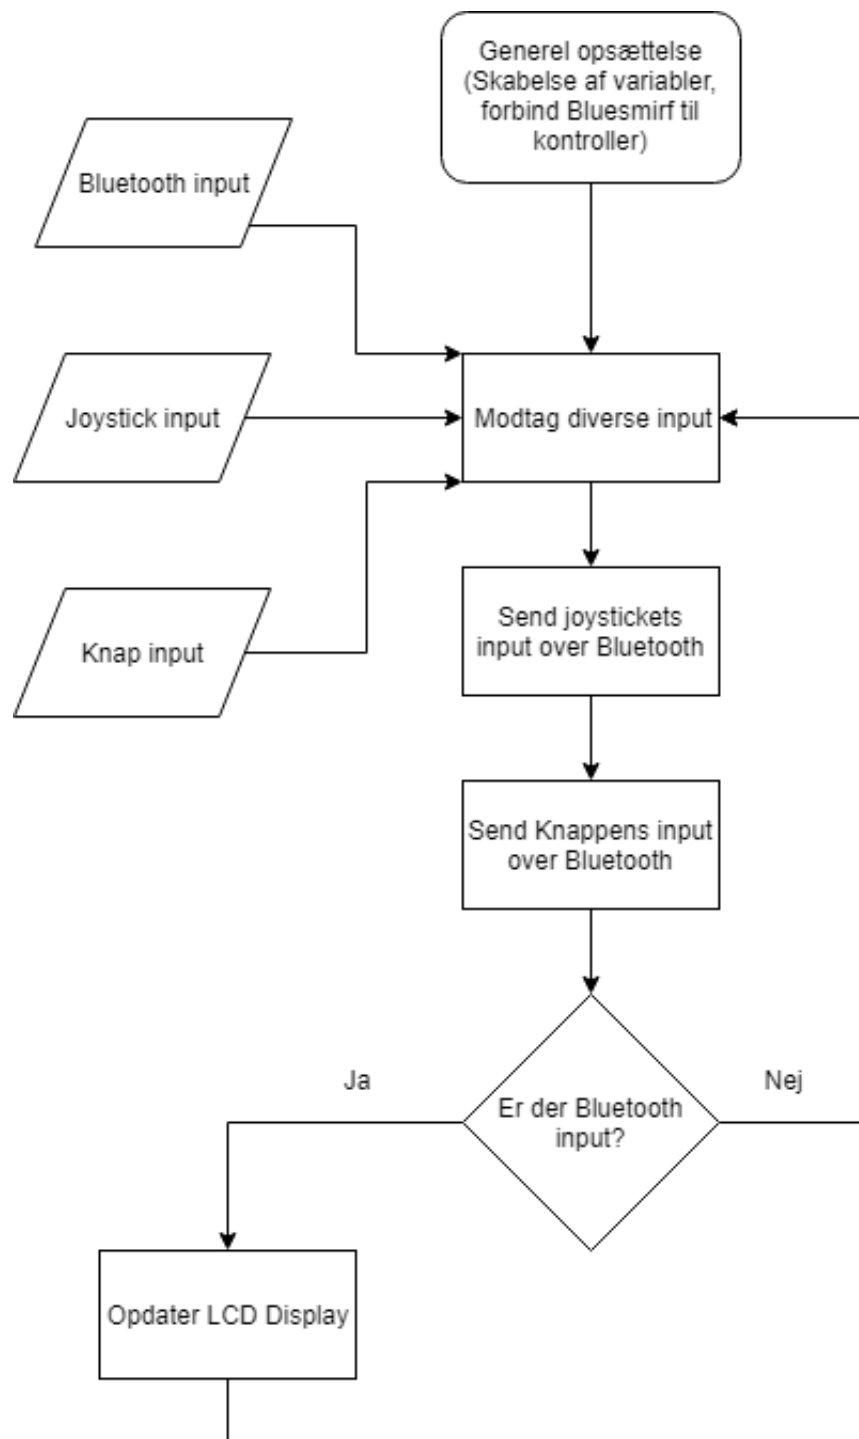 Generel opsættelse
(Skabelse af variabler,
forbind Bluesmirf til
kontroller)
Bluetooth input
Joystick input
Modtag diverse input
Send joystickets
input over Bluetooth
Knap input
Send Knappens input
over Bluetooth
Ja
Nej
Er der Bluetooth
input?
Opdater LCD Display